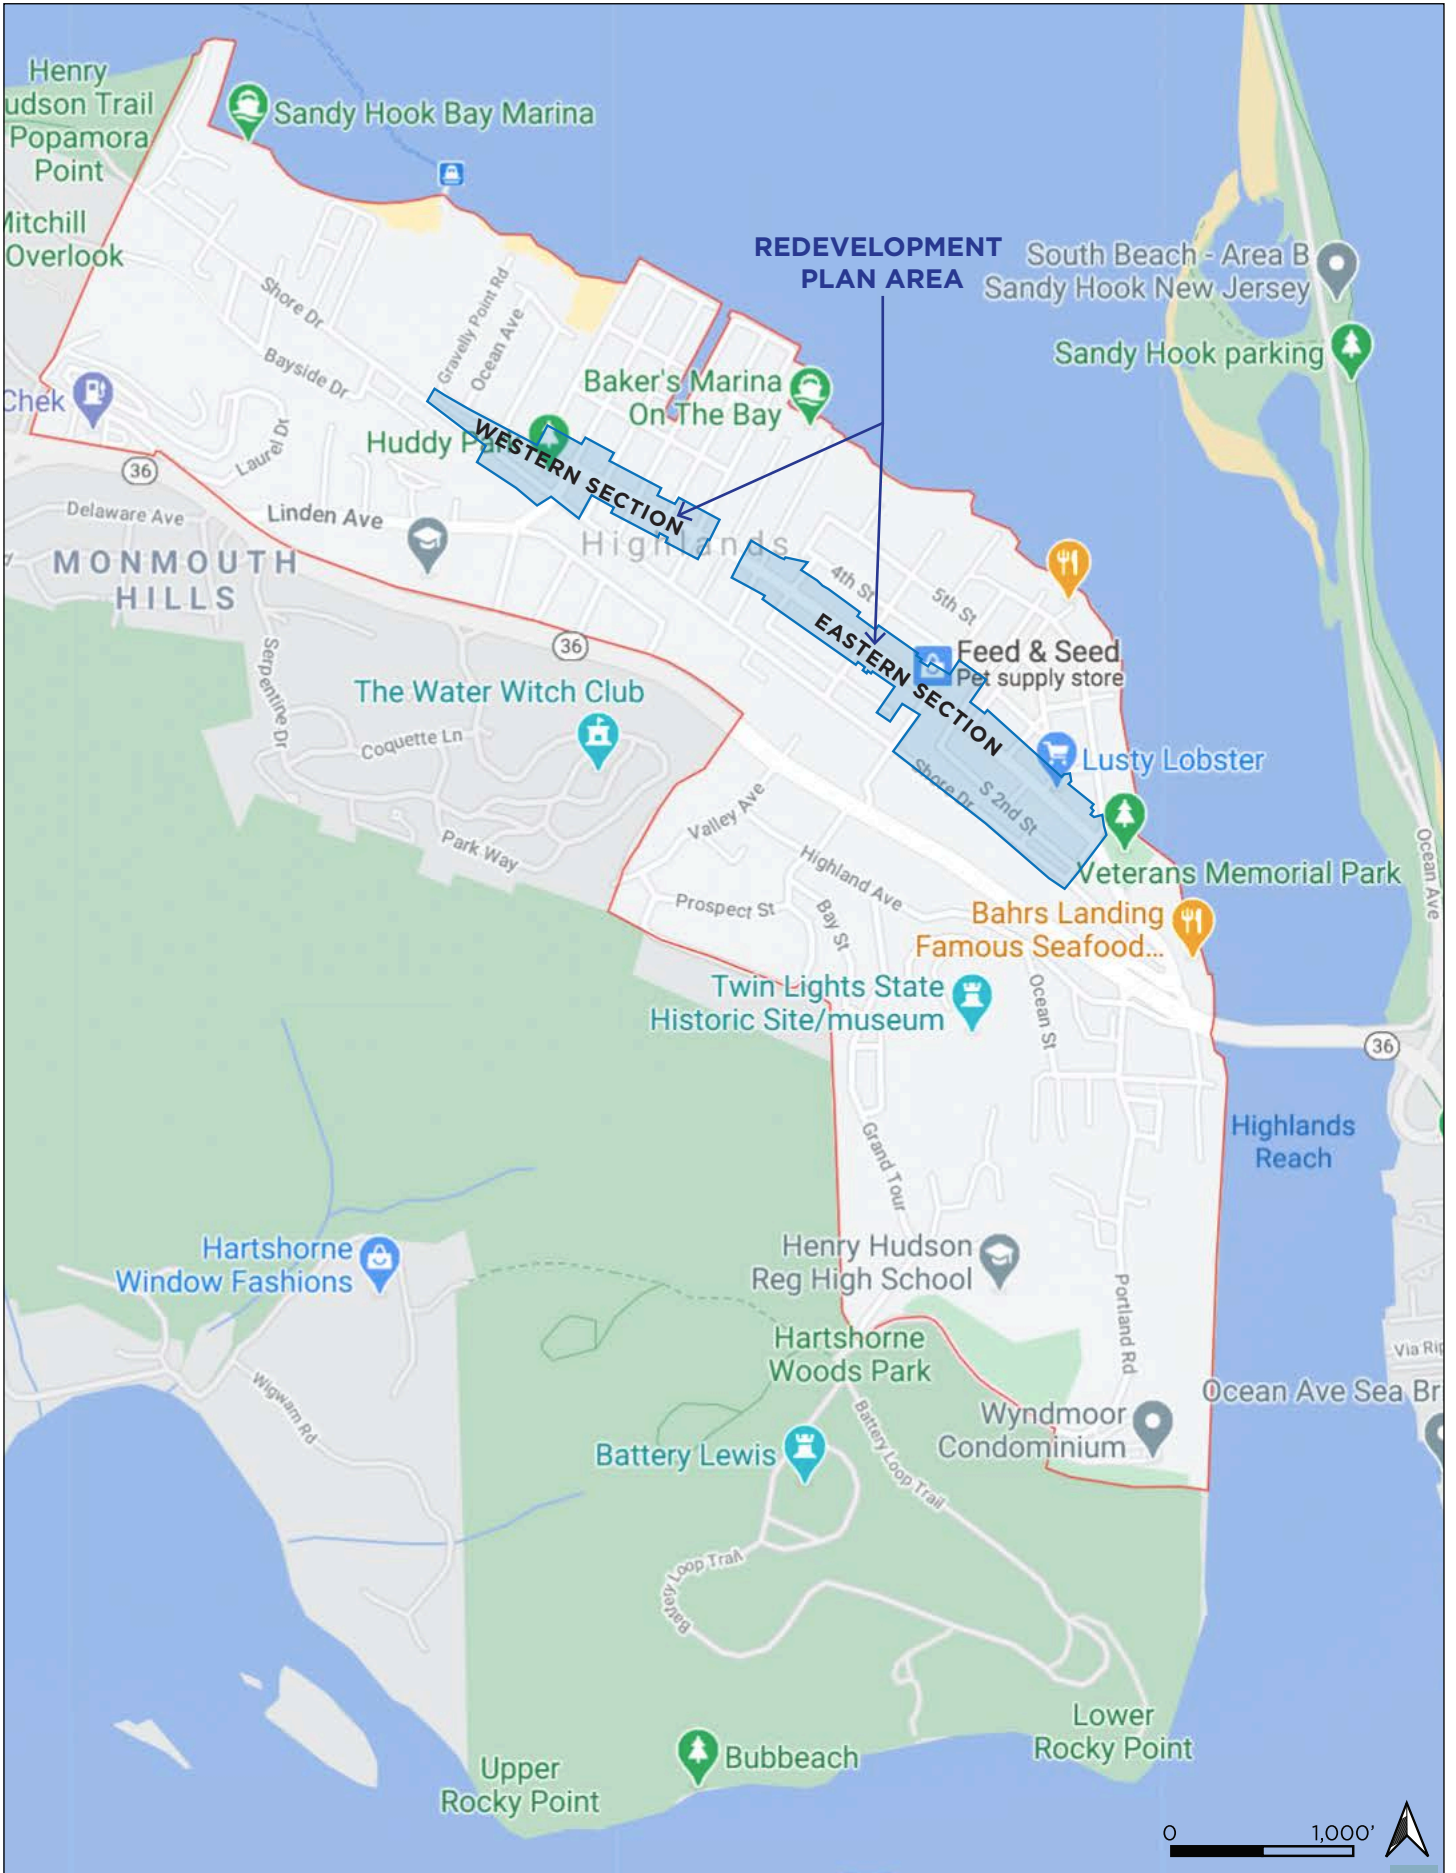 Henry
udson Trail
Popamora
Point
Sandy Hook Bay Marina
Mitchill
Overlook
REDEVELOPMENT
PLAN AREA
South Beach - Area B
Sandy Hook New Jersey
Sandy Hook parking
Shore Dr
Gravelly Point Rd
Ocean Ave
Bayside Dr
Baker's Marina
On The Bay
Chek
Laurel Dr
Huddy Park
WESTERN SECTION
36
Delaware Ave
Linden Ave
Highlands
MONMOUTH
HILLS
4th St
5th St
36
Serpentine Dr
EASTERN SECTION
Feed & Seed
Pet supply store
The Water Witch Club
Coquette Ln
Lusty Lobster
Shore Dr
S 2nd St
Valley Ave
Park Way
Highland Ave
Veterans Memorial Park
Ocean Ave
Prospect St
Bay St
Bahrs Landing
Famous Seafood...
Twin Lights State
Historic Site/museum
Ocean St
36
Highlands
Reach
Grand Tour
Hartshorne
Window Fashions
Henry Hudson
Reg High School
Portland Rd
Hartshorne
Woods Park
Via Rip
Wigwam Rd
Ocean Ave Sea Br
Wyndmoor
Condominium
Battery Lewis
Battery Loop Trail
Battery Loop Trail
Lower
Rocky Point
Bubbeach
Upper
Rocky Point
0 1,000'